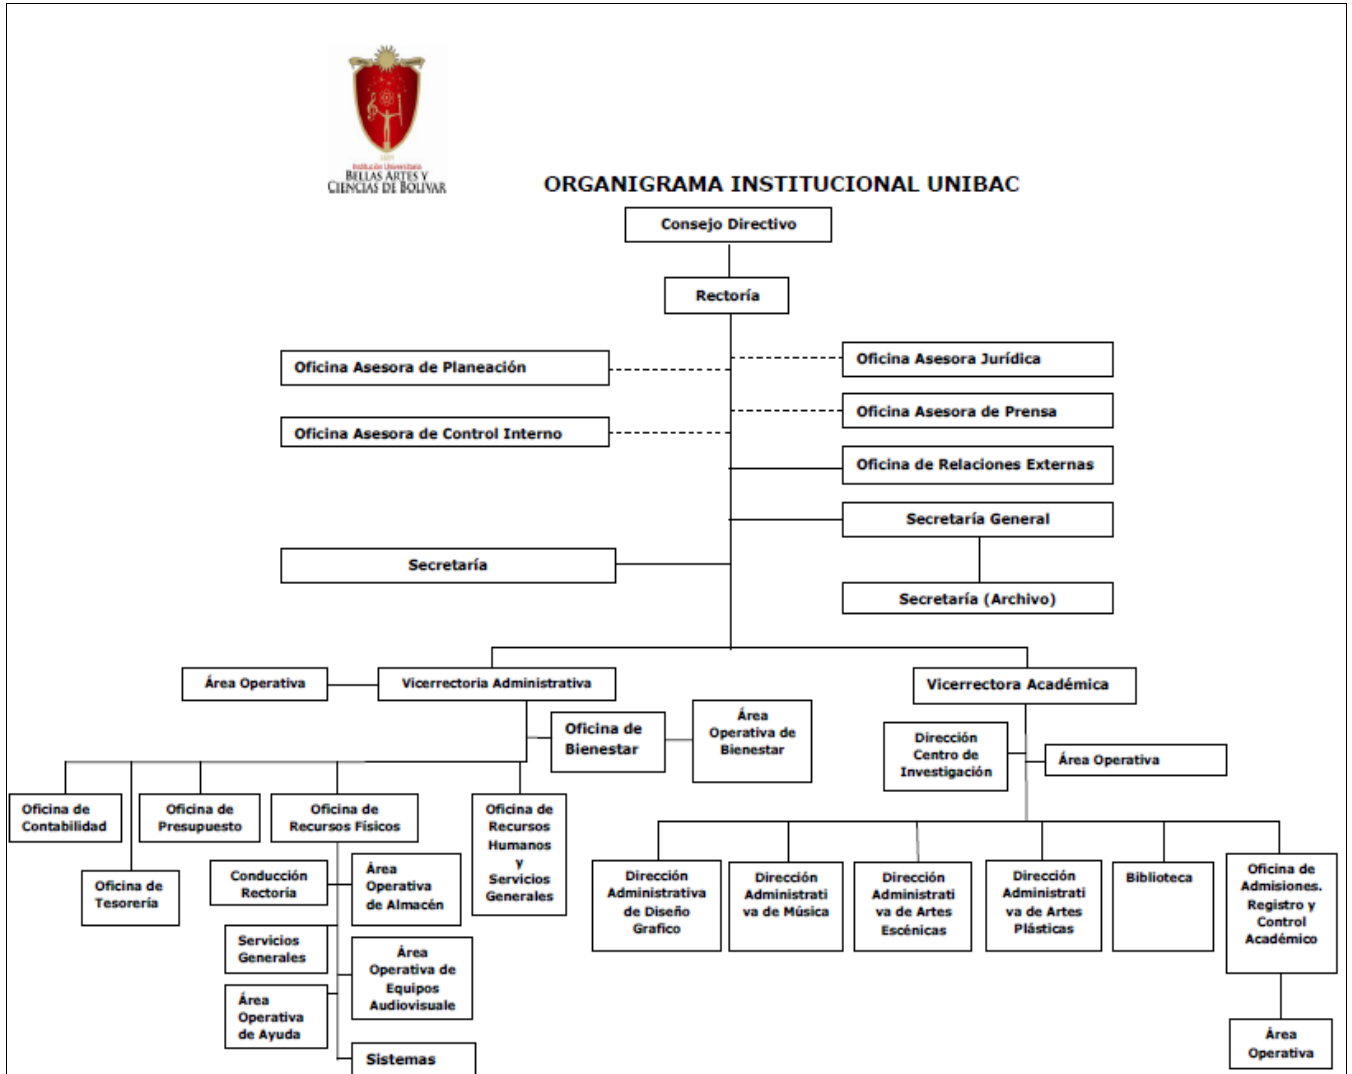 Institución Universitaria
BELLAS ARTES Y
CIENCIAS DE BOLIVAR
ORGANIGRAMA INSTITUCIONAL UNIBAC
Consejo Directivo
Rectoría
Oficina Asesora de Planeación
Oficina Asesora Jurídica
Oficina Asesora de Prensa
Oficina Asesora de Control Interno
Oficina de Relaciones Externas
Secretaría General
Secretaría
Secretaría (Archivo)
Área Operativa
Vicerrectoria Administrativa
Vicerrectora Académica
Oficina de
Bienestar
Área
Operativa de
Bienestar
Dirección
Centro de
Investigación
Área Operativa
Oficina de
Contabilidad
Oficina de
Presupuesto
Oficina de
Recursos Físicos
Oficina de
Recursos
Humanos
y
Servicios
Generales
Oficina de
Tesorería
Conducción
Rectoría
Área
Operativa
de Almacén
Servicios
Generales
Área
Operativa de
Equipos
Audiovisuale
Área
Operativa
de Ayuda
Sistemas
Dirección
Administrativa
de Diseño
Grafico
Dirección
Administrati
va de Música
Dirección
Administrati
va de Artes
Escénicas
Dirección
Administrati
va de Artes
Plásticas
Biblioteca
Oficina de
Admisiones.
Registro y
Control
Académico
Área
Operativa